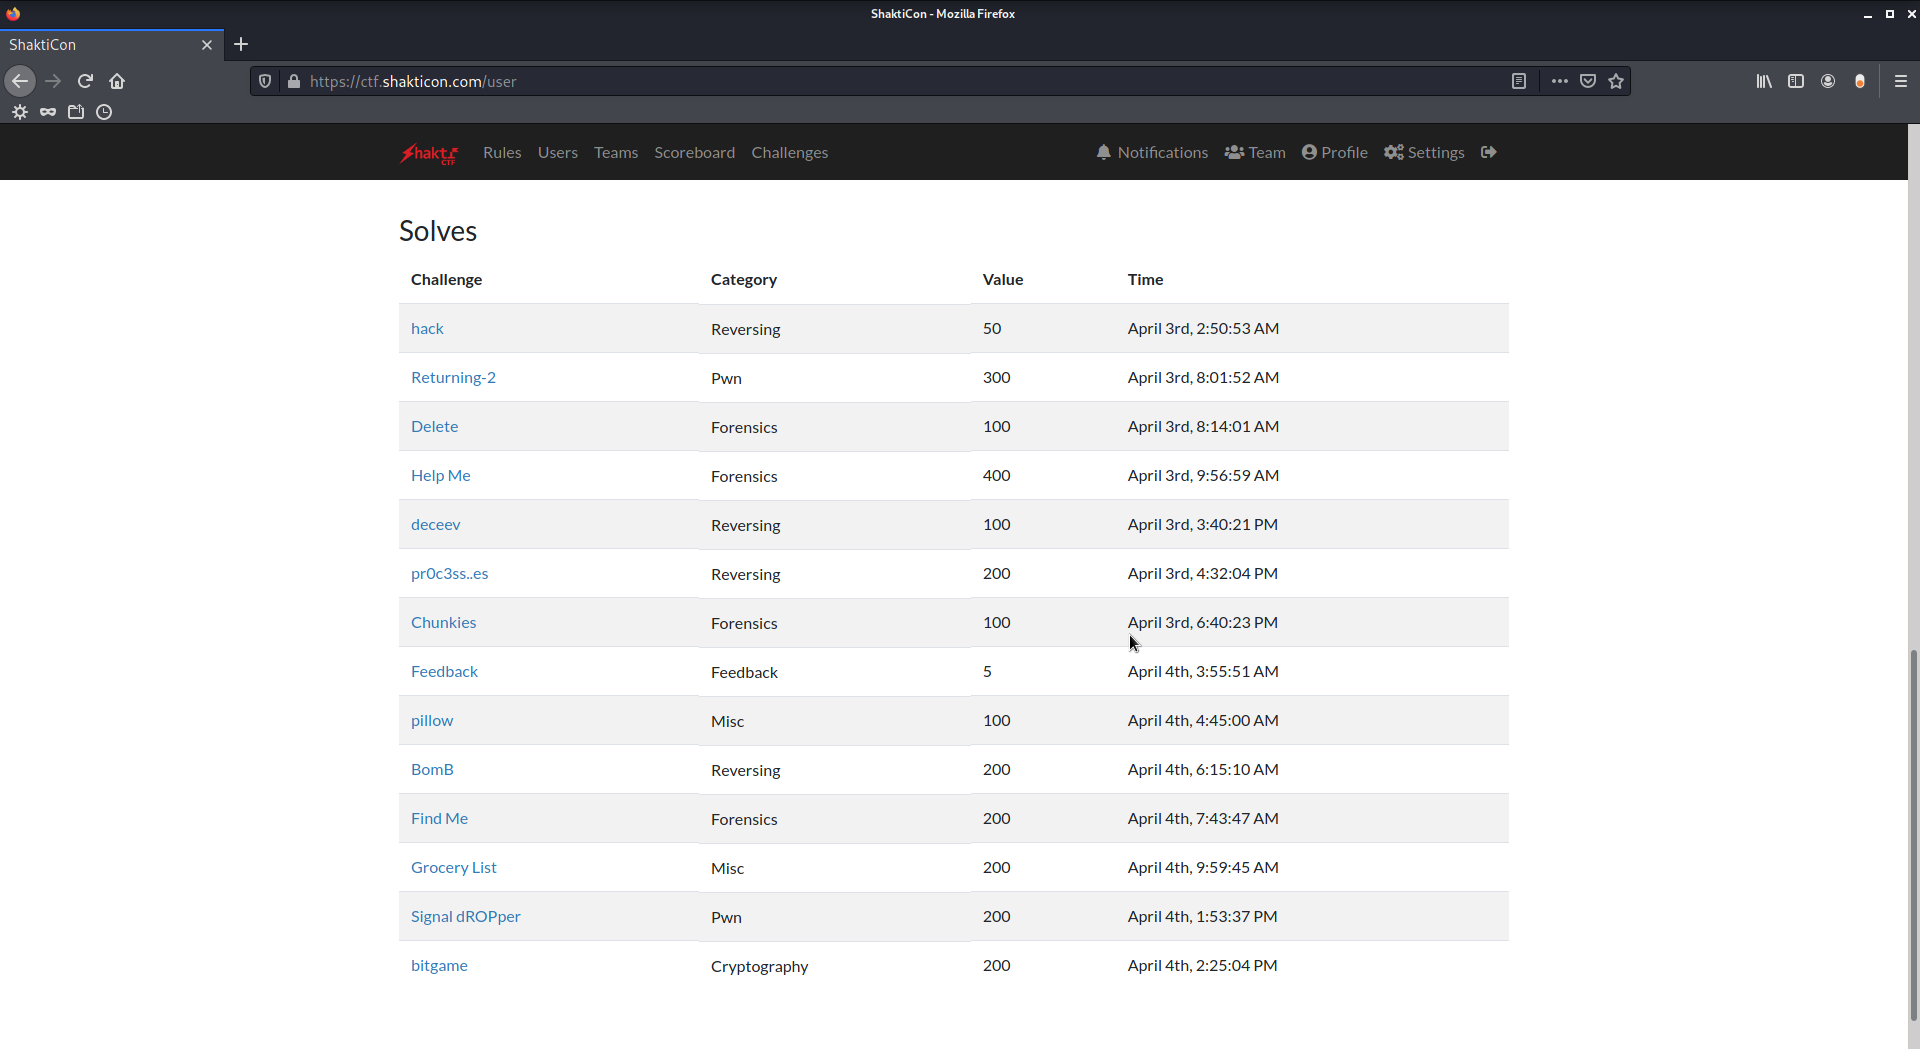 ShaktiCon - Mozilla Firefox
ShaktiCon
https://ctf.shakticon.com/user
Shakti CTF Rules Users Teams Scoreboard Challenges Notifications Team Profile Settings
Solves
Challenge Category Value Time
hack Reversing 50 April 3rd, 2:50:53 AM
Returning-2 Pwn 300 April 3rd, 8:01:52 AM
Delete Forensics 100 April 3rd, 8:14:01 AM
Help Me Forensics 400 April 3rd, 9:56:59 AM
deceev Reversing 100 April 3rd, 3:40:21 PM
pr0c3ss..es Reversing 200 April 3rd, 4:32:04 PM
Chunkies Forensics 100 April 3rd, 6:40:23 PM
Feedback Feedback 5 April 4th, 3:55:51 AM
pillow Misc 100 April 4th, 4:45:00 AM
BomB Reversing 200 April 4th, 6:15:10 AM
Find Me Forensics 200 April 4th, 7:43:47 AM
Grocery List Misc 200 April 4th, 9:59:45 AM
Signal dROPper Pwn 200 April 4th, 1:53:37 PM
bitgame Cryptography 200 April 4th, 2:25:04 PM